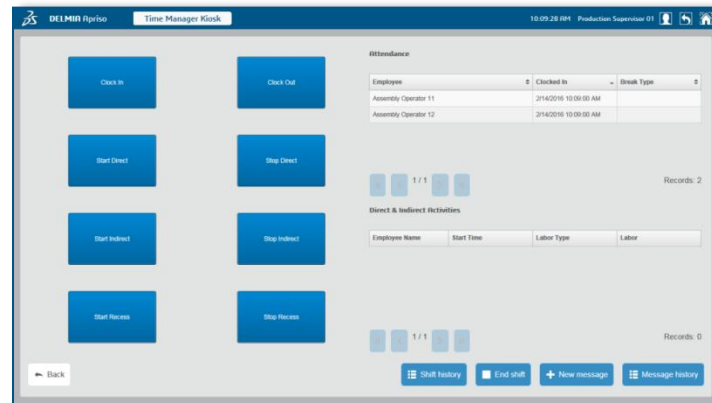 DELMIA Apriso
Time Manager Kiosk
10:09:28 AM Production Supervisor 01
Clock In
Clock Out
Start Direct
Stop Direct
Start Indirect
Stop Indirect
Start Recess
Stop Recess
Attendance
Employee Clocked In Break Type
Assembly Operator 11 2/14/2016 10:09:00 AM
Assembly Operator 12 2/14/2016 10:09:00 AM
1 / 1
Records: 2
Direct & Indirect Activities
Employee Name Start Time Labor Type Labor
1 / 1
Records: 0
Back
Shift history
End shift
New message
Message history